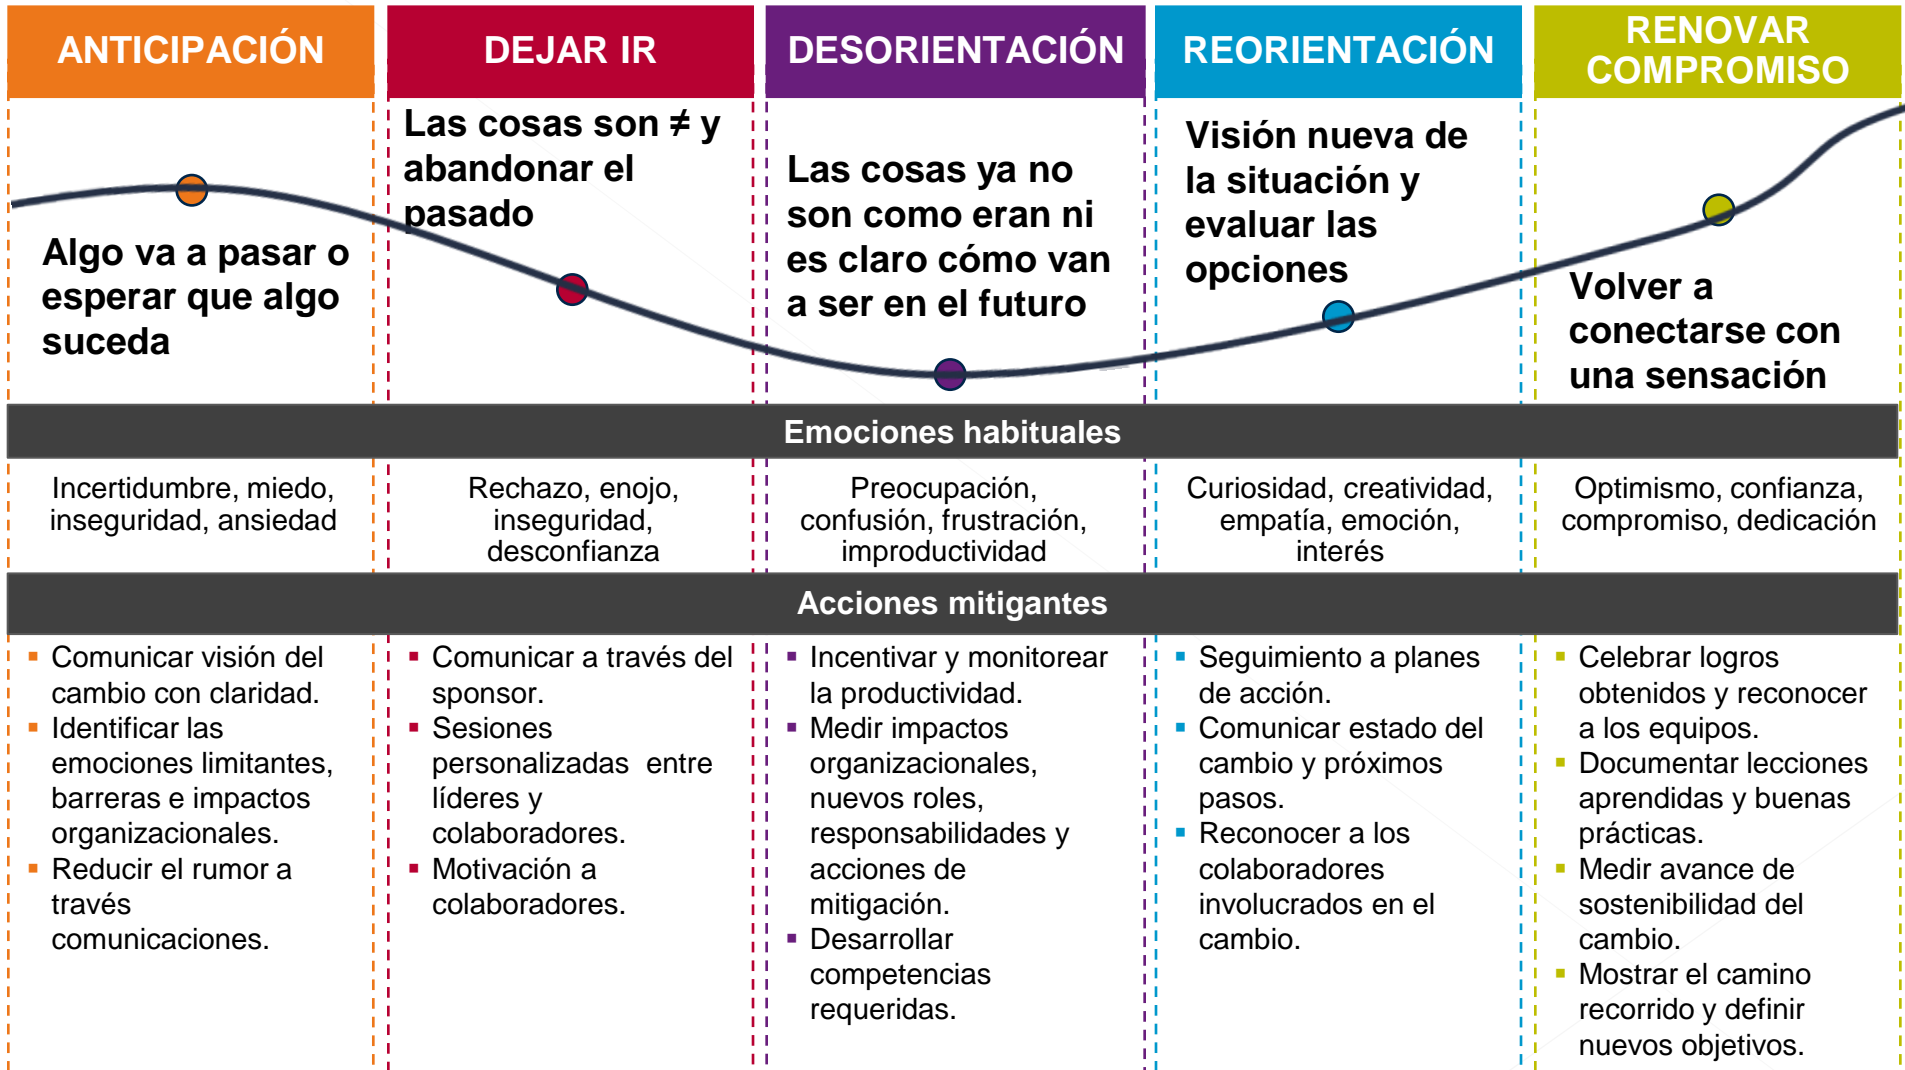 ANTICIPACIÓN
DEJAR IR
DESORIENTACIÓN
REORIENTACIÓN
RENOVAR
COMPROMISO
Algo va a pasar o
esperar que algo
suceda
Las cosas son ≠ y
abandonar el
pasado
Las cosas ya no
son como eran ni
es claro cómo van
a ser en el futuro
Visión nueva de
la situación y
evaluar las
opciones
Volver a
conectarse con
una sensación
Emociones habituales
Incertidumbre, miedo,
inseguridad, ansiedad
Rechazo, enojo,
inseguridad,
desconfianza
Preocupación,
confusión, frustración,
improductividad
Curiosidad, creatividad,
empatía, emoción,
interés
Optimismo, confianza,
compromiso, dedicación
Acciones mitigantes
▪ Comunicar visión del
cambio con claridad.
▪ Identificar las
emociones limitantes,
barreras e impactos
organizacionales.
▪ Reducir el rumor a
través
comunicaciones.
▪ Comunicar a través del
sponsor.
▪ Sesiones
personalizadas entre
líderes y
colaboradores.
▪ Motivación a
colaboradores.
▪ Incentivar y monitorear
la productividad.
▪ Medir impactos
organizacionales,
nuevos roles,
responsabilidades y
acciones de
mitigación.
▪ Desarrollar
competencias
requeridas.
▪ Seguimiento a planes
de acción.
▪ Comunicar estado del
cambio y próximos
pasos.
▪ Reconocer a los
colaboradores
involucrados en el
cambio.
▪ Celebrar logros
obtenidos y reconocer
a los equipos.
▪ Documentar lecciones
aprendidas y buenas
prácticas.
▪ Medir avance de
sostenibilidad del
cambio.
▪ Mostrar el camino
recorrido y definir
nuevos objetivos.